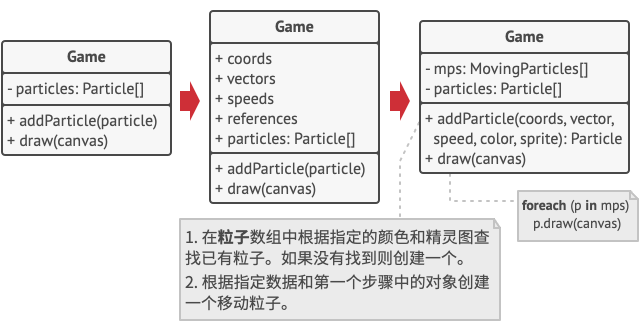 Game
- particles: Particle[]
+ addParticle(particle)
+ draw(canvas)
Game
+ coords
+ vectors
+ speeds
+ references
+ particles: Particle[]
+ addParticle(particle)
+ draw(canvas)
Game
- mps: MovingParticles[]
- particles: Particle[]
+ addParticle(coords, vector,
speed, color, sprite): Particle
+ draw(canvas)
foreach (p in mps)
p.draw(canvas)
1. 在粒子数组中根据指定的颜色和精灵图查
找已有粒子。如果没有找到则创建一个。
2. 根据指定数据和第一个步骤中的对象创建
一个移动粒子。